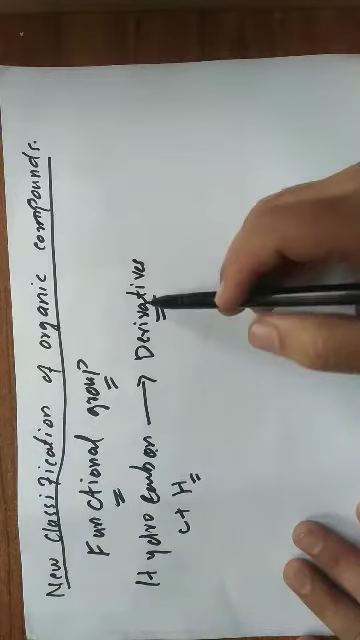 New classification of organic compounds.
Functional group
Hydrocarbon → Derivatives
C + H